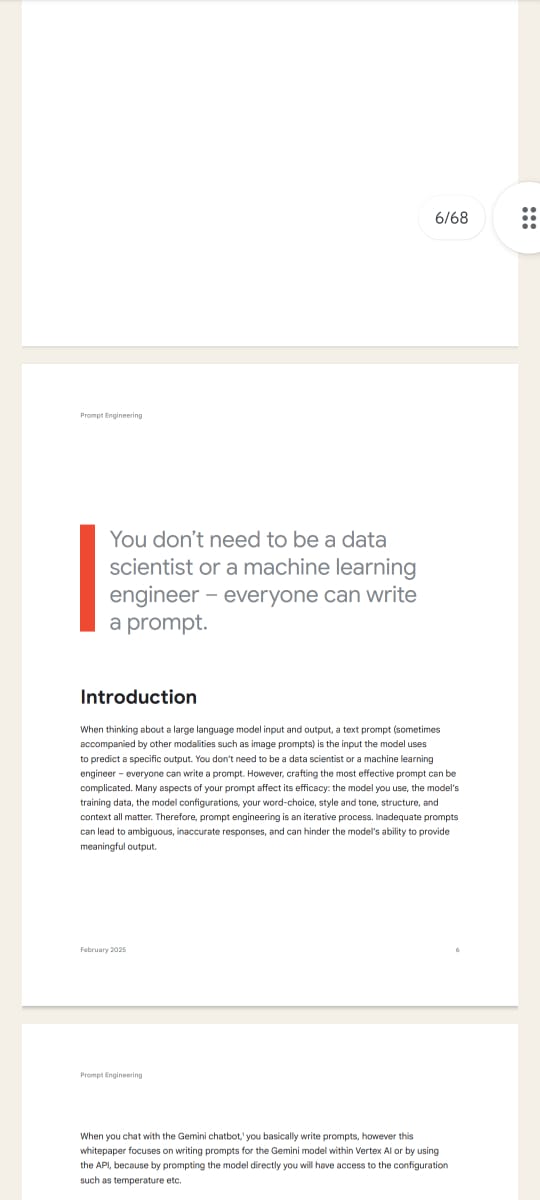 6/68
Prompt Engineering
You don’t need to be a data
scientist or a machine learning
engineer – everyone can write
a prompt.
Introduction
When thinking about a large language model input and output, a text prompt (sometimes
accompanied by other modalities such as image prompts) is the input the model uses
to predict a specific output. You don’t need to be a data scientist or a machine learning
engineer – everyone can write a prompt. However, crafting the most effective prompt can be
complicated. Many aspects of your prompt affect its efficacy: the model you use, the model’s
training data, the model configurations, your word-choice, style and tone, structure, and
context all matter. Therefore, prompt engineering is an iterative process. Inadequate prompts
can lead to ambiguous, inaccurate responses, and can hinder the model’s ability to provide
meaningful output.
February 2025
6
Prompt Engineering
When you chat with the Gemini chatbot,¹ you basically write prompts, however this
whitepaper focuses on writing prompts for the Gemini model within Vertex AI or by using
the API, because by prompting the model directly you will have access to the configuration
such as temperature etc.